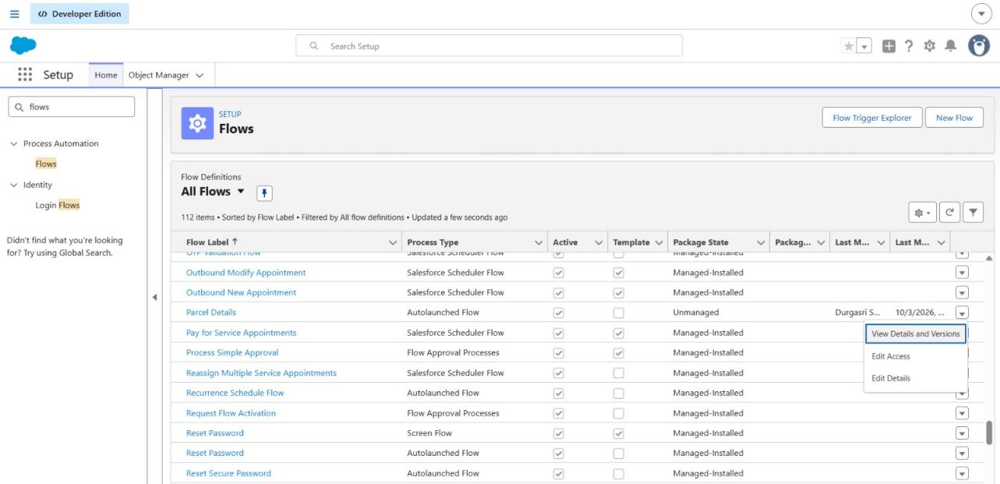 </> Developer Edition
Search Setup
Setup Home Object Manager
flows
Process Automation
Flows
Identity
Login Flows
Didn't find what you're looking
for? Try using Global Search.
SETUP
Flows
Flow Trigger Explorer New Flow
Flow Definitions
All Flows
112 items • Sorted by Flow Label • Filtered by All flow definitions • Updated a few seconds ago
Flow Label ↑ Process Type Active Template Package State Packag... Last M... Last M...
OTP Validation Flow Salesforce Scheduler Flow Managed-Installed
Outbound Modify Appointment Salesforce Scheduler Flow Managed-Installed
Outbound New Appointment Salesforce Scheduler Flow Managed-Installed
Parcel Details Autolaunched Flow Unmanaged Durgasri S... 10/3/2026, ...
Pay for Service Appointments Salesforce Scheduler Flow Managed-Installed
View Details and Versions
Process Simple Approval Flow Approval Processes Managed-Installed
Edit Access
Reassign Multiple Service Appointments Salesforce Scheduler Flow Managed-Installed
Edit Details
Recurrence Schedule Flow Autolaunched Flow Managed-Installed
Request Flow Activation Flow Approval Processes Managed-Installed
Reset Password Screen Flow Managed-Installed
Reset Password Autolaunched Flow Managed-Installed
Reset Secure Password Autolaunched Flow Managed-Installed